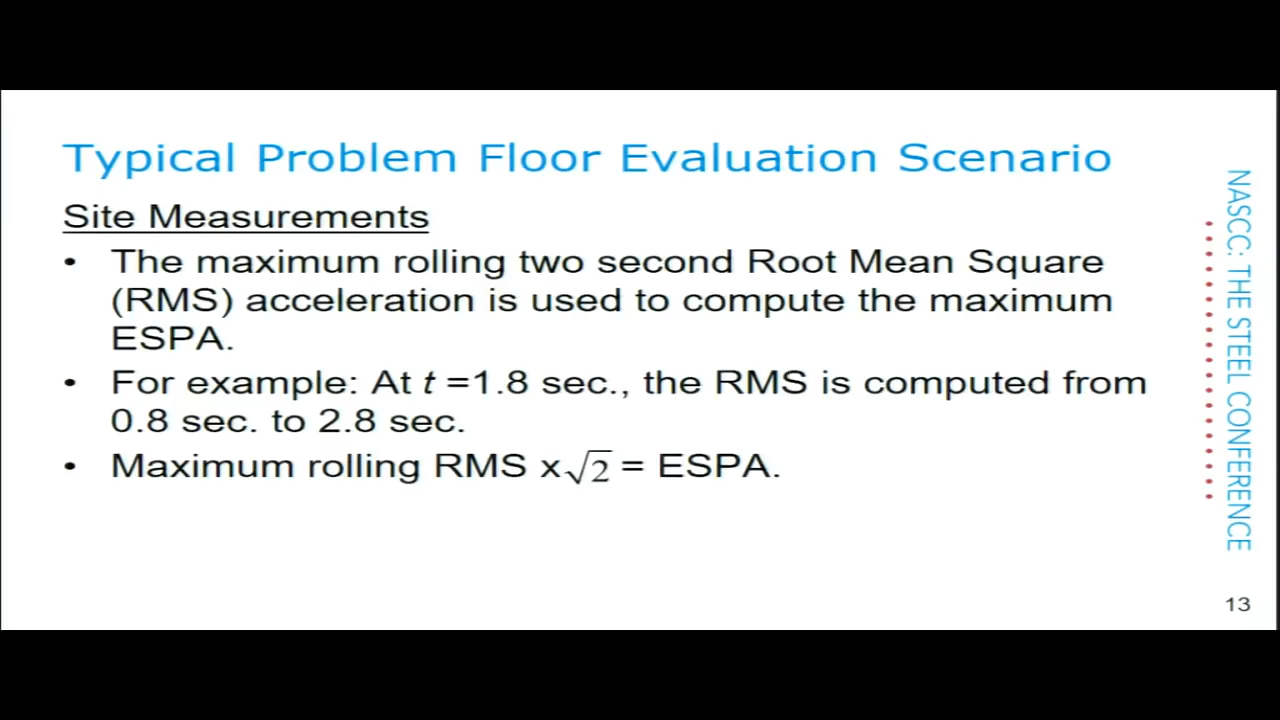 Typical Problem Floor Evaluation Scenario
Site Measurements
• The maximum rolling two second Root Mean Square
(RMS) acceleration is used to compute the maximum
ESPA.
• For example: At t =1.8 sec., the RMS is computed from
0.8 sec. to 2.8 sec.
• Maximum rolling RMS x√2 = ESPA.
NASCC: THE STEEL CONFERENCE
13